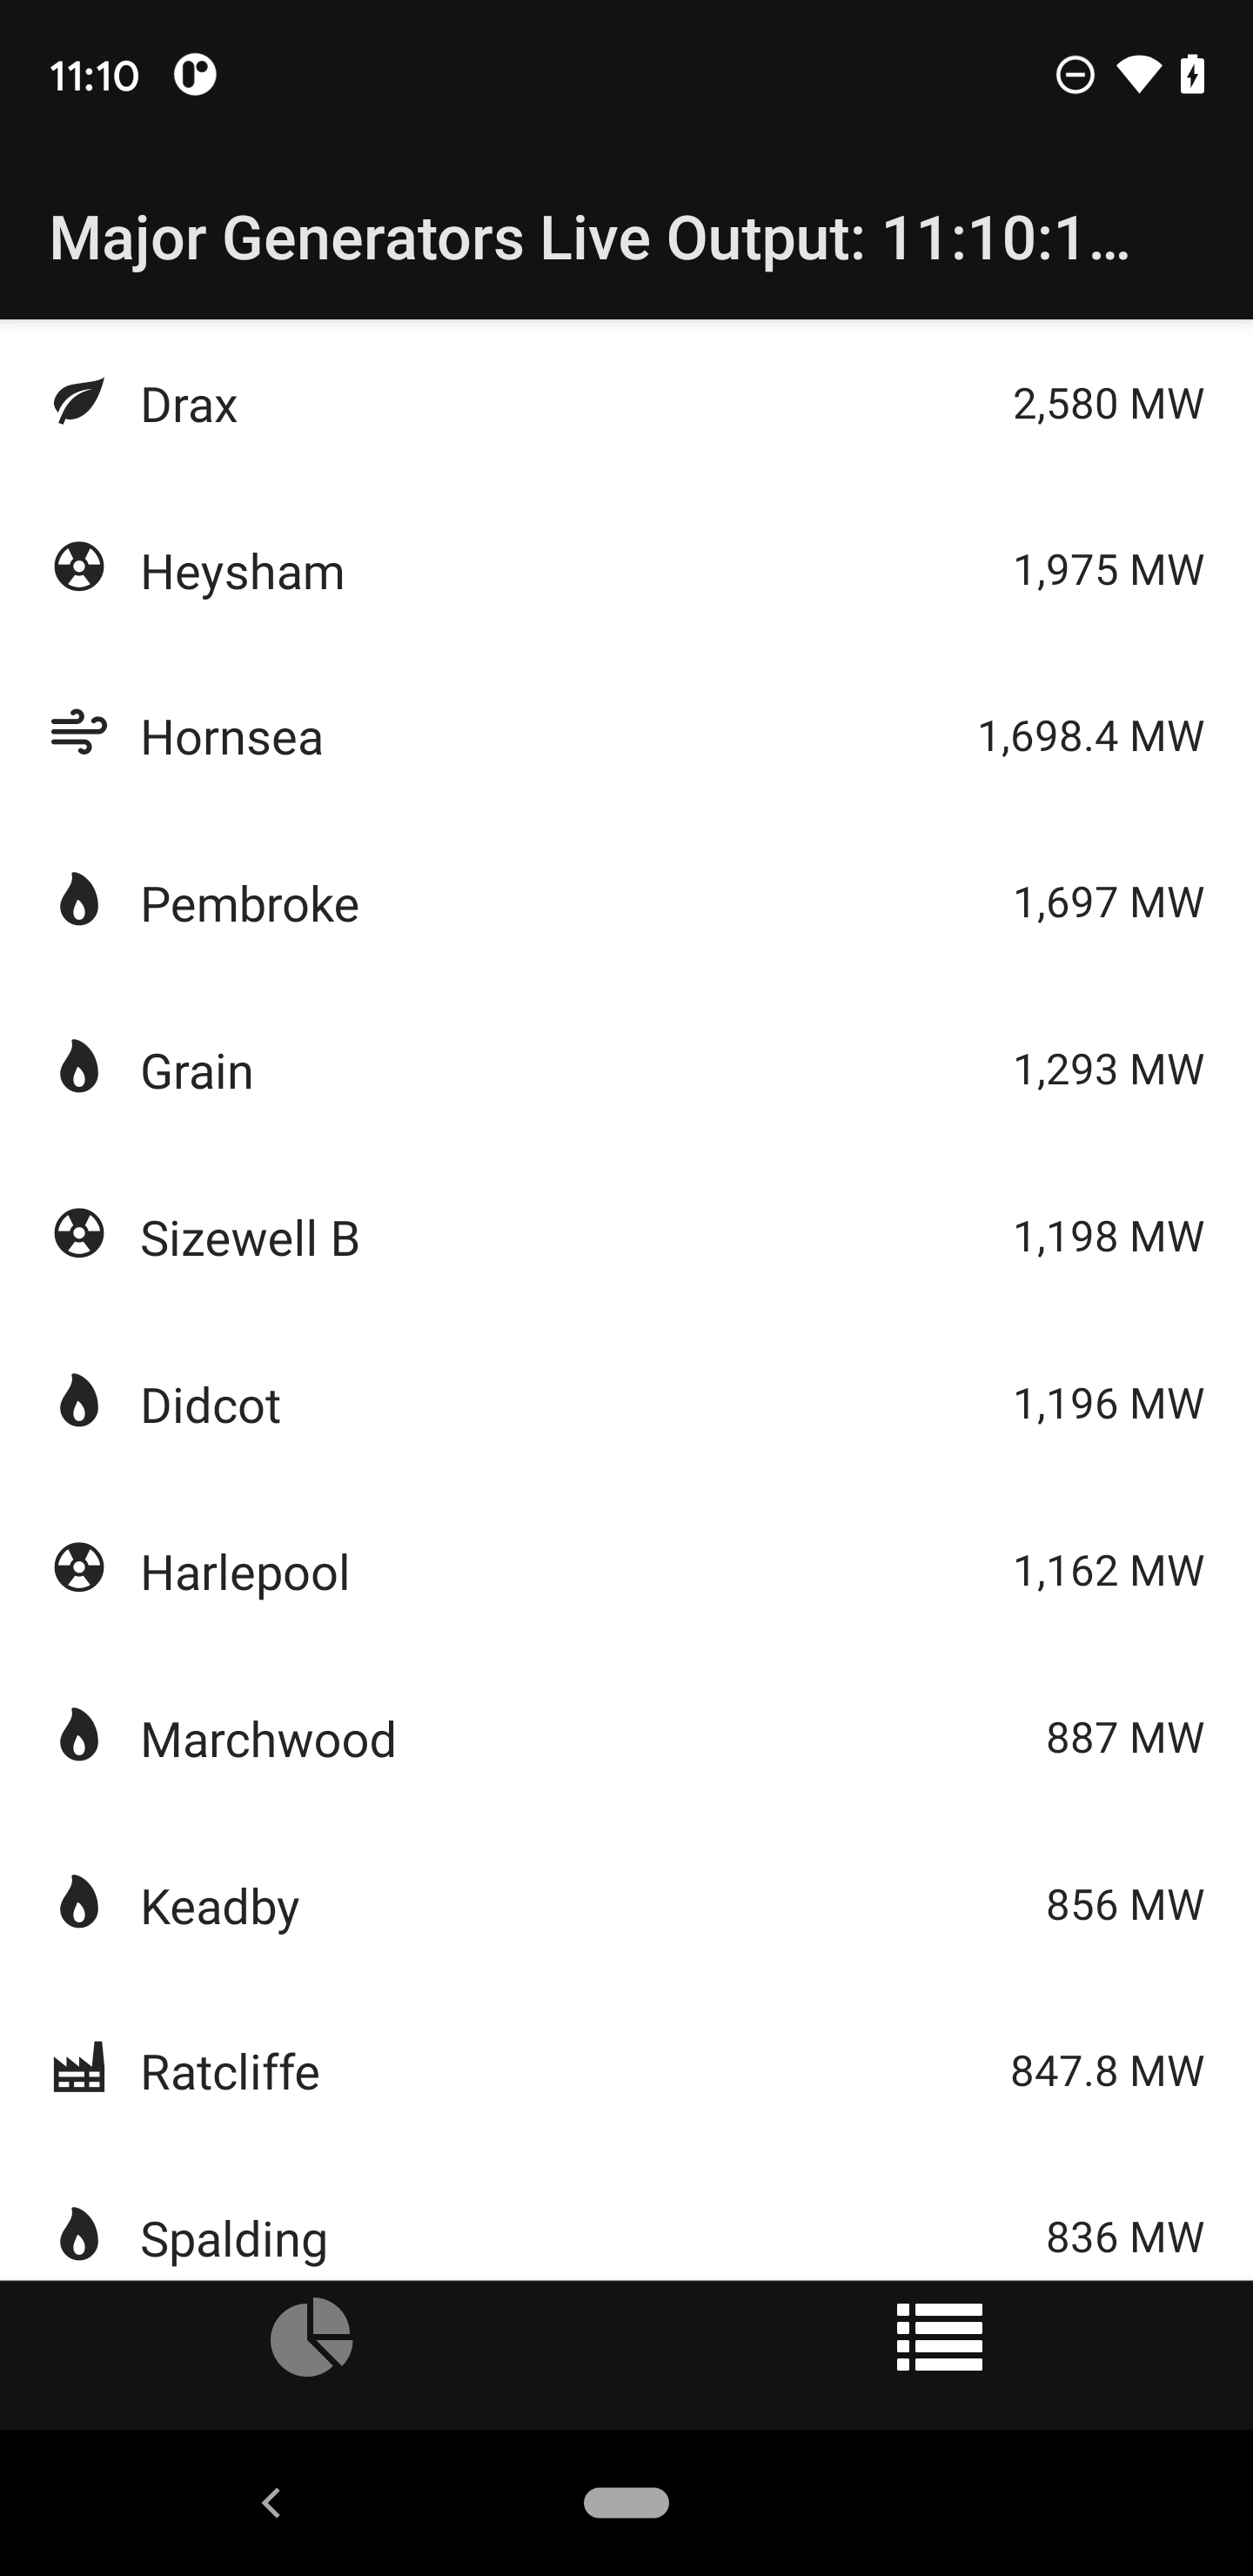 11:10
Major Generators Live Output: 11:10:1…
Drax 2,580 MW
Heysham 1,975 MW
Hornsea 1,698.4 MW
Pembroke 1,697 MW
Grain 1,293 MW
Sizewell B 1,198 MW
Didcot 1,196 MW
Harlepool 1,162 MW
Marchwood 887 MW
Keadby 856 MW
Ratcliffe 847.8 MW
Spalding 836 MW